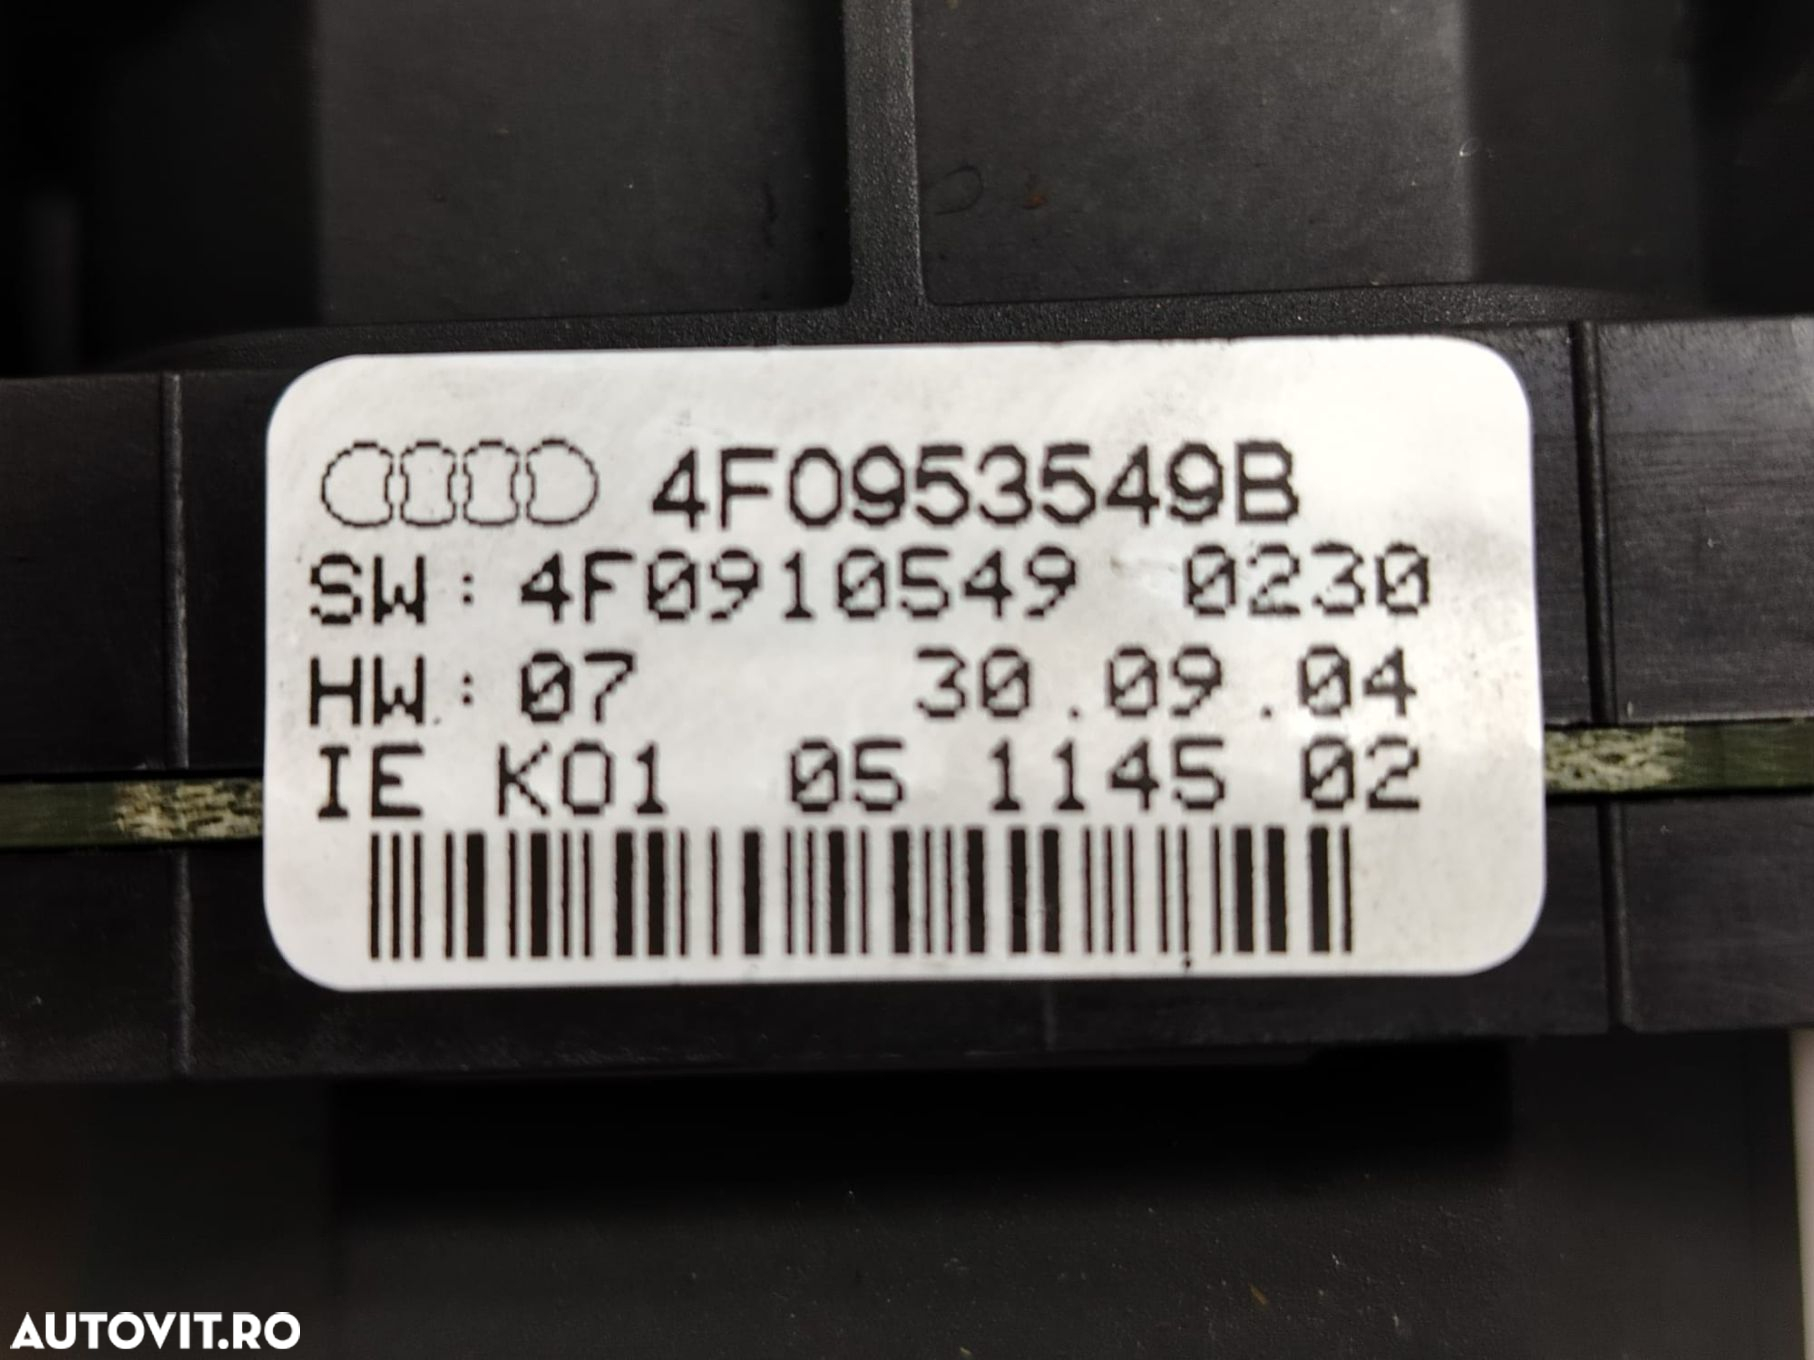 4F0953549B
SW: 4F0910549 0230
HW: 07 30.09.04
IE K01 05 1145 02
AUTOVIT.RO